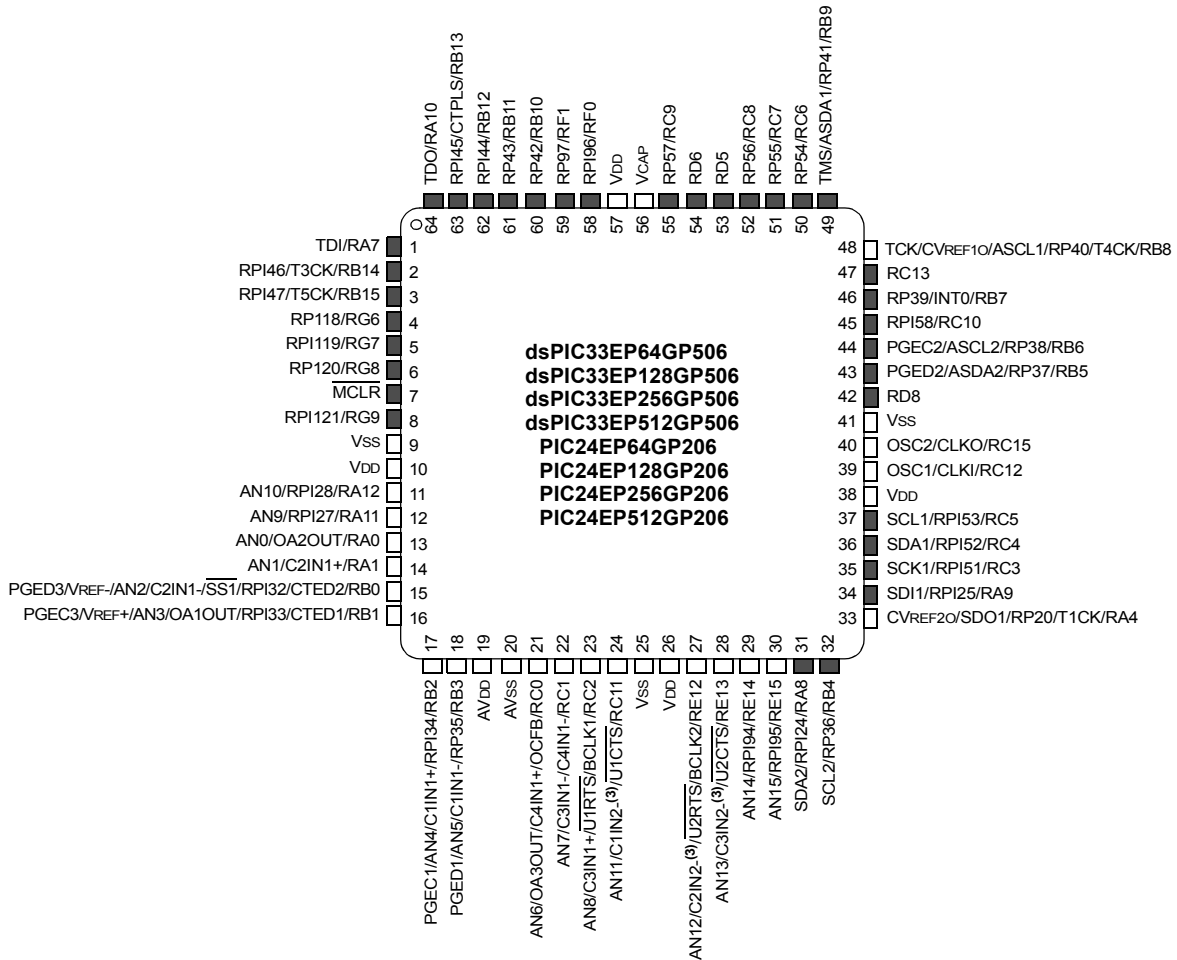 TDO/RA10
RPI45/CTPLS/RB13
RPI44/RB12
RP43/RB11
RP42/RB10
RP97/RF1
RPI96/RF0
VDD
VCAP
RP57/RC9
RD6
RD5
RP56/RC8
RP55/RC7
RP54/RC6
TMS/ASDA1/RP41/RB9
64 63 62 61 60 59 58 57 56 55 54 53 52 51 50 49
TDI/RA7 1
RPI46/T3CK/RB14 2
RPI47/T5CK/RB15 3
RP118/RG6 4
RPI119/RG7 5
RP120/RG8 6
MCLR 7
RPI121/RG9 8
VSS 9
VDD 10
AN10/RPI28/RA12 11
AN9/RPI27/RA11 12
AN0/OA2OUT/RA0 13
AN1/C2IN1+/RA1 14
PGED3/VREF-/AN2/C2IN1-/SS1/RPI32/CTED2/RB0 15
PGEC3/VREF+/AN3/OA1OUT/RPI33/CTED1/RB1 16
dsPIC33EP64GP506
dsPIC33EP128GP506
dsPIC33EP256GP506
dsPIC33EP512GP506
PIC24EP64GP206
PIC24EP128GP206
PIC24EP256GP206
PIC24EP512GP206
48 TCK/CVREF1O/ASCL1/RP40/T4CK/RB8
47 RC13
46 RP39/INT0/RB7
45 RPI58/RC10
44 PGEC2/ASCL2/RP38/RB6
43 PGED2/ASDA2/RP37/RB5
42 RD8
41 VSS
40 OSC2/CLKO/RC15
39 OSC1/CLKI/RC12
38 VDD
37 SCL1/RPI53/RC5
36 SDA1/RPI52/RC4
35 SCK1/RPI51/RC3
34 SDI1/RPI25/RA9
33 CVREF2O/SDO1/RP20/T1CK/RA4
17 18 19 20 21 22 23 24 25 26 27 28 29 30 31 32
PGEC1/AN4/C1IN1+/RPI34/RB2
PGED1/AN5/C1IN1-/RP35/RB3
AVDD
AVSS
AN6/OA3OUT/C4IN1+/OCFB/RC0
AN7/C3IN1-/C4IN1-/RC1
AN8/C3IN1+/U1RTS/BCLK1/RC2
AN11/C1IN2-(3)/U1CTS/RC11
VSS
VDD
AN12/C2IN2-(3)/U2RTS/BCLK2/RE12
AN13/C3IN2-(3)/U2CTS/RE13
AN14/RPI94/RE14
AN15/RPI95/RE15
SDA2/RPI24/RA8
SCL2/RP36/RB4